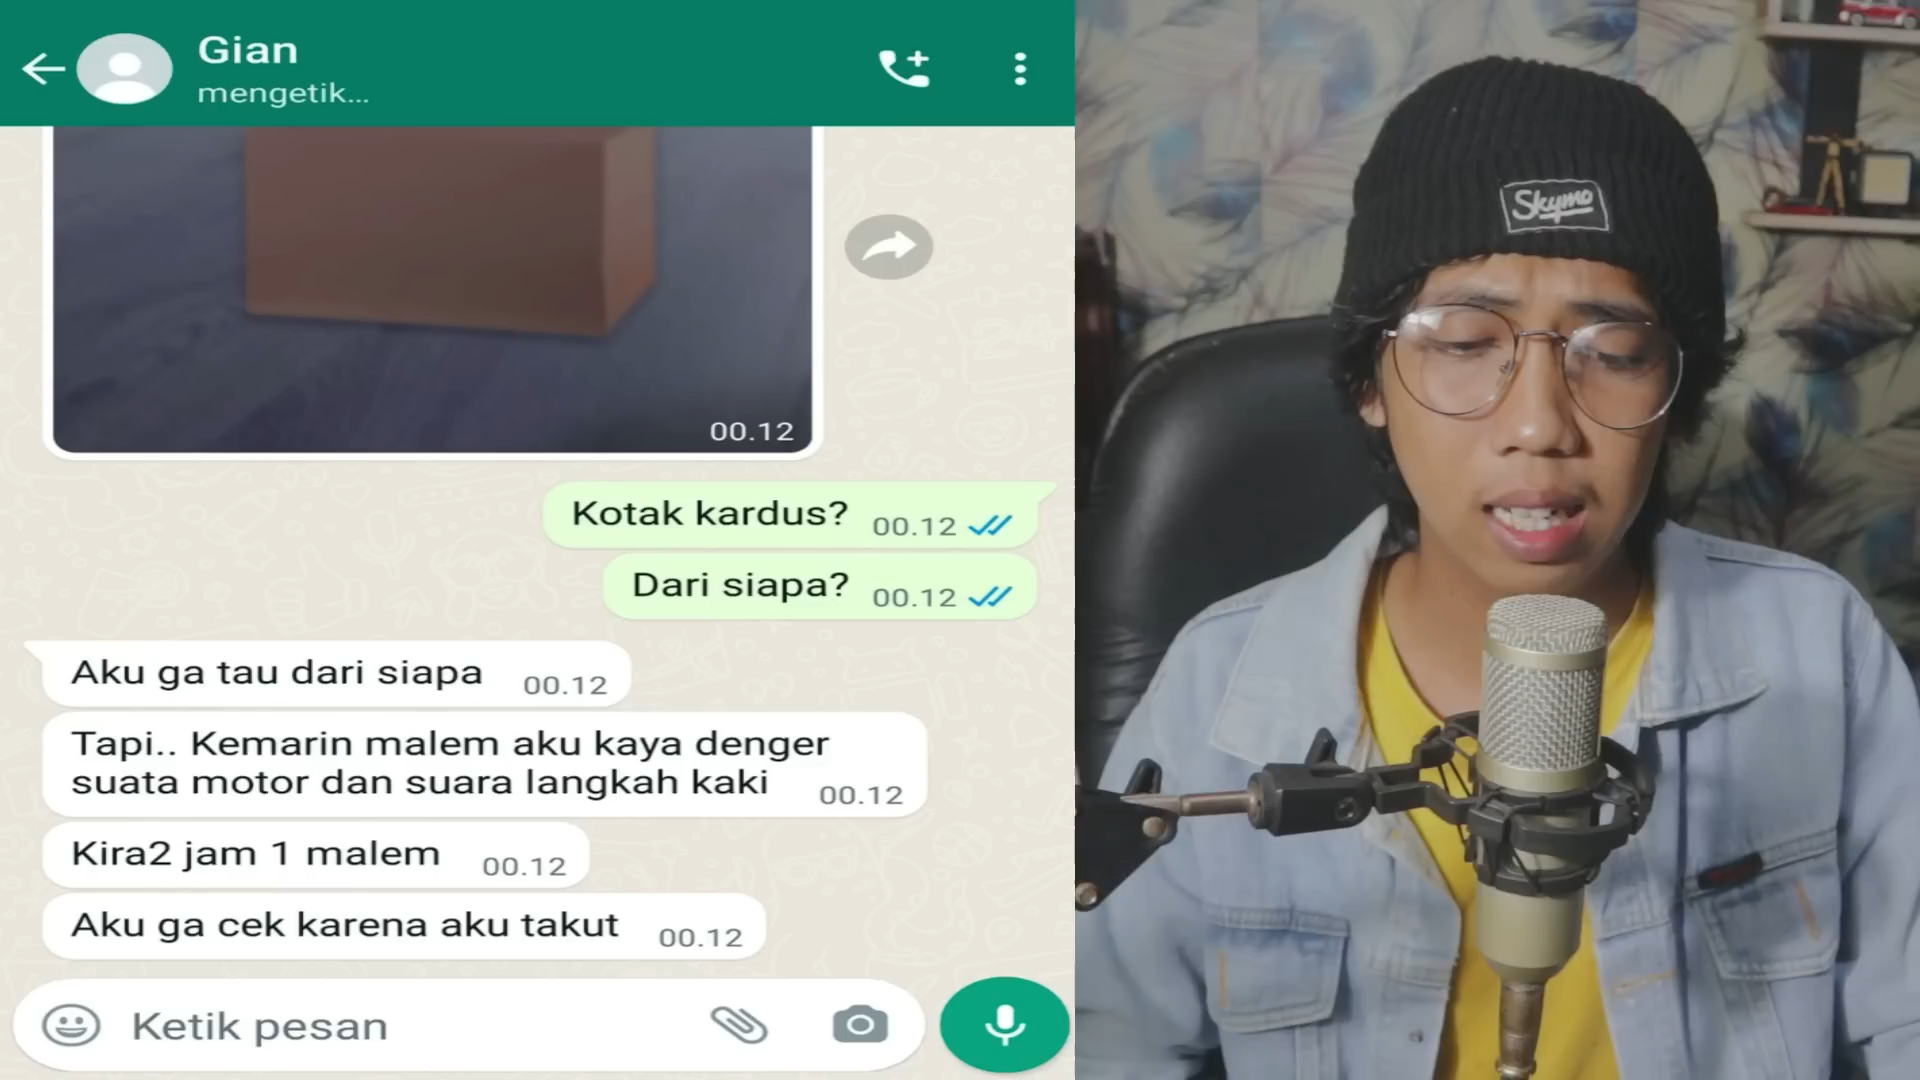 Gian
mengetik...
00.12
Kotak kardus? 00.12
Dari siapa? 00.12
Aku ga tau dari siapa 00.12
Tapi.. Kemarin malem aku kaya denger
suata motor dan suara langkah kaki 00.12
Kira2 jam 1 malem 00.12
Aku ga cek karena aku takut 00.12
Ketik pesan
Skymo